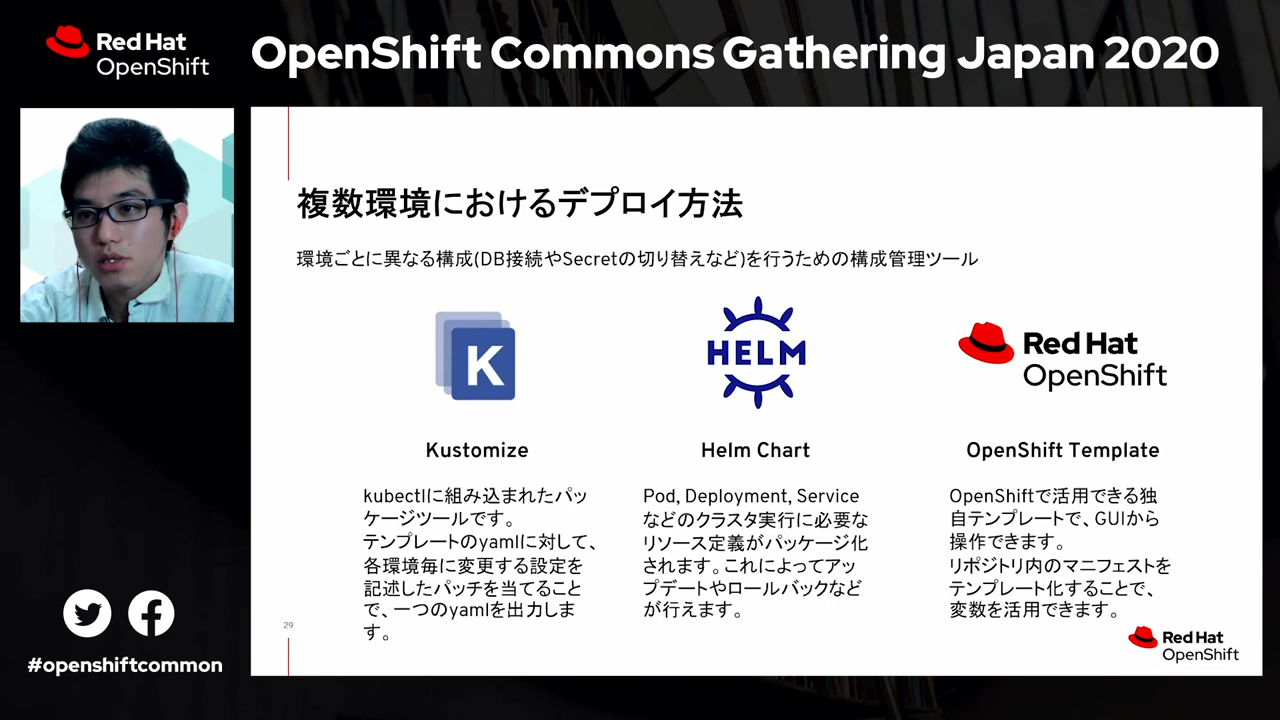 Red Hat
OpenShift
OpenShift Commons Gathering Japan 2020
複数環境におけるデプロイ方法
環境ごとに異なる構成(DB接続やSecretの切り替えなど)を行うための構成管理ツール
K
HELM
Red Hat
OpenShift
Kustomize
Helm Chart
OpenShift Template
kubectlに組み込まれたパッ
ケージツールです。
テンプレートのyamlに対して、
各環境毎に変更する設定を
記述したパッチを当てること
で、一つのyamlを出力しま
す。
Pod, Deployment, Service
などのクラスタ実行に必要な
リソース定義がパッケージ化
されます。これによってアッ
プデートやロールバックなど
が行えます。
OpenShiftで活用できる独
自テンプレートで、GUIから
操作できます。
リポジトリ内のマニフェストを
テンプレート化することで、
変数を活用できます。
29
Red Hat
OpenShift
#openshiftcommon